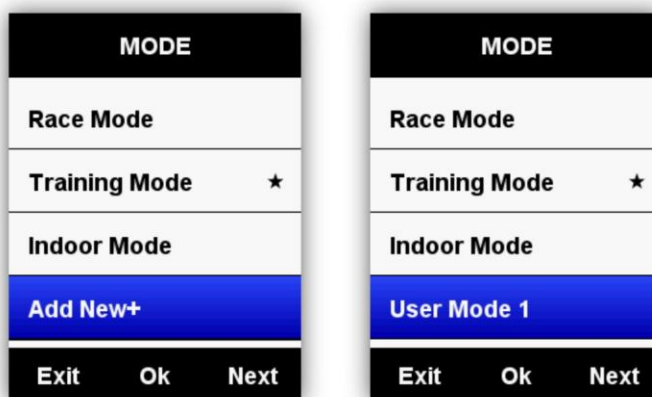 MODE
Race Mode
Training Mode ★
Indoor Mode
Add New+
Exit Ok Next
MODE
Race Mode
Training Mode ★
Indoor Mode
User Mode 1
Exit Ok Next